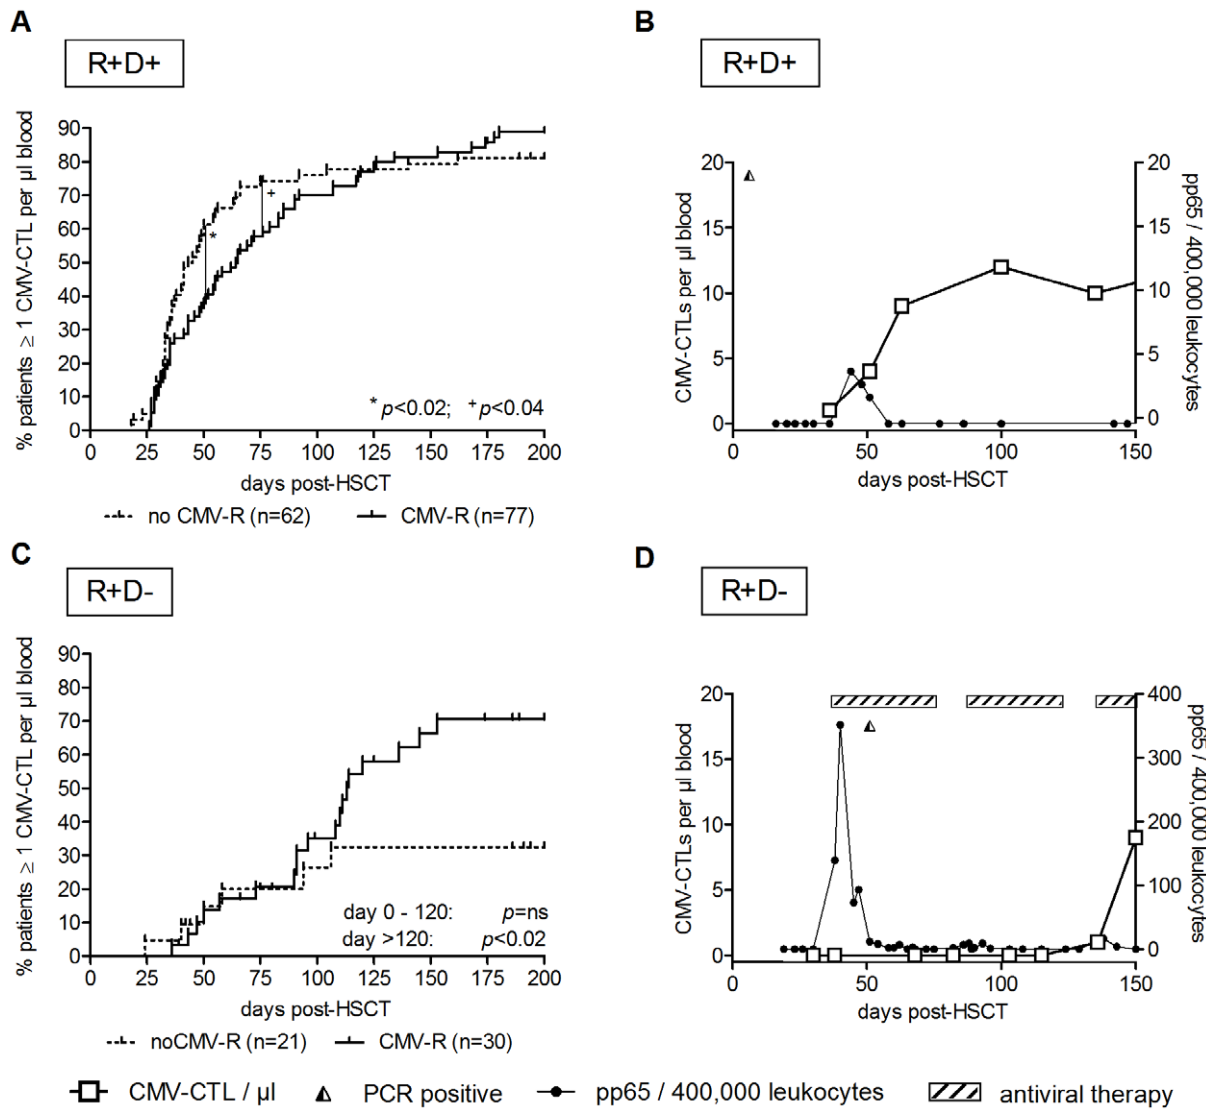 A
R+D+
% patients ≥ 1 CMV-CTL per µl blood
90
80
70
60
50
40
30
20
10
0
*
+
* p<0.02; + p<0.04
0 25 50 75 100 125 150 175 200
days post-HSCT
no CMV-R (n=62) CMV-R (n=77)
B
R+D+
CMV-CTLs per µl blood
20
15
10
5
0
20
15
10
5
0
pp65 / 400,000 leukocytes
0 50 100 150
days post-HSCT
C
R+D-
% patients ≥ 1 CMV-CTL per µl blood
90
80
70
60
50
40
30
20
10
0
day 0 - 120: p=ns
day >120: p<0.02
0 25 50 75 100 125 150 175 200
days post-HSCT
noCMV-R (n=21) CMV-R (n=30)
D
R+D-
CMV-CTLs per µl blood
20
15
10
5
0
400
300
200
100
0
pp65 / 400,000 leukocytes
0 50 100 150
days post-HSCT
CMV-CTL / µl PCR positive pp65 / 400,000 leukocytes antiviral therapy